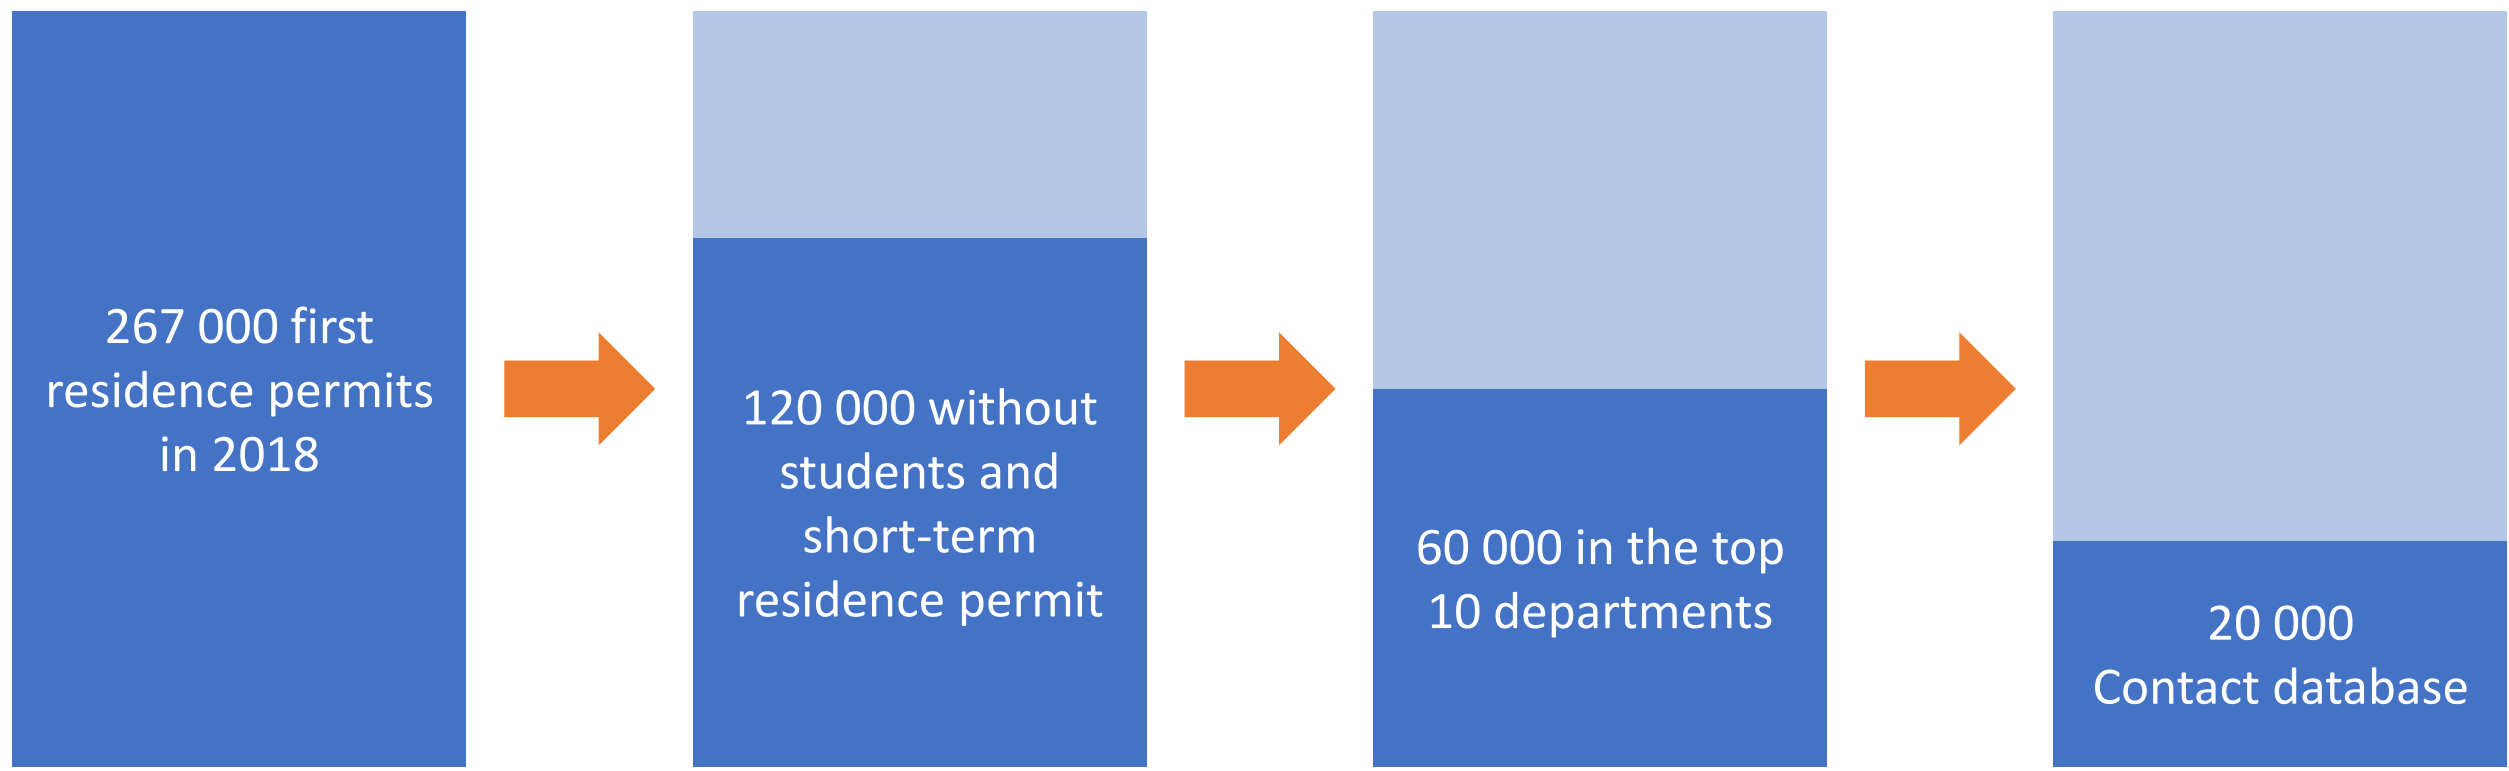 267 000 first
residence permits
in 2018
120 000 without
students and
short-term
residence permit
60 000 in the top
10 departments
20 000
Contact database